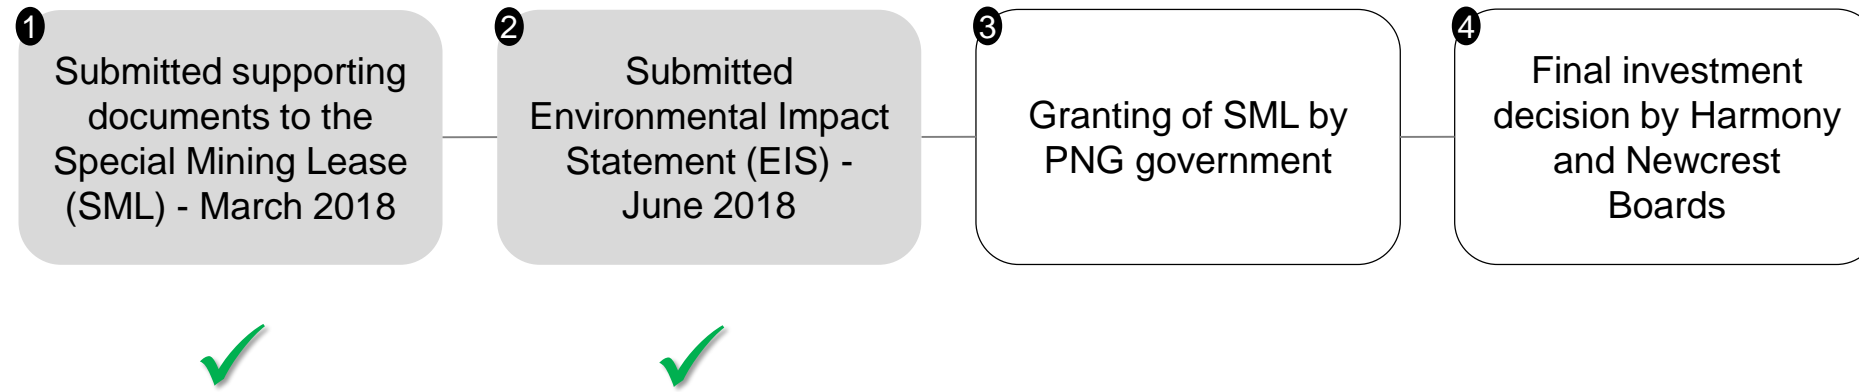 1
Submitted supporting
documents to the
Special Mining Lease
(SML) - March 2018
2
Submitted
Environmental Impact
Statement (EIS) -
June 2018
3
Granting of SML by
PNG government
4
Final investment
decision by Harmony
and Newcrest
Boards